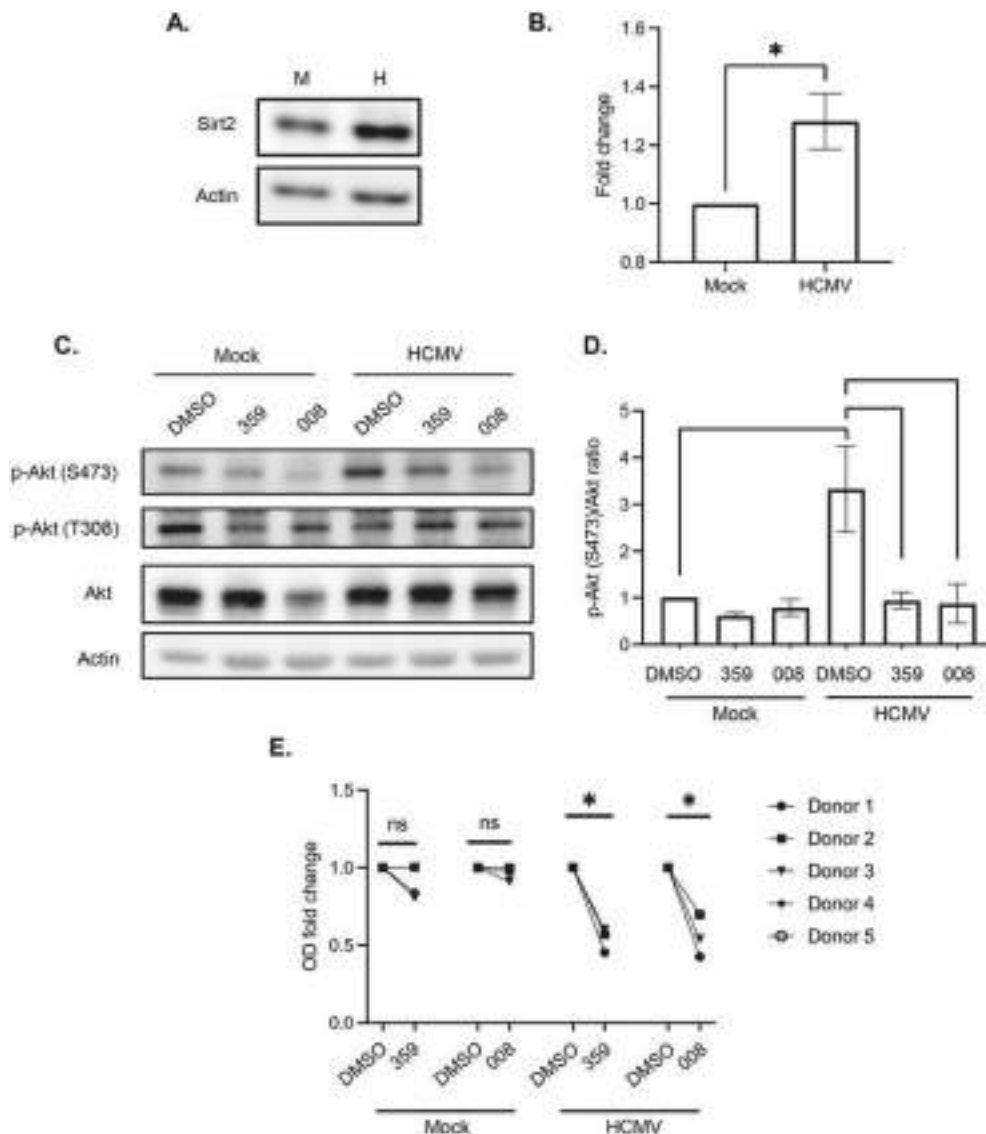 A.
M H
Sirt2
Actin
B.
1.6
1.4
1.2
1.0
0.8
Fold change
*
Mock HCMV
C.
Mock HCMV
DMSO 359 008 DMSO 359 008
p-Akt (S473)
p-Akt (T308)
Akt
Actin
D.
5
4
3
2
1
0
p-Akt (S473)/Akt ratio
DMSO 359 008 DMSO 359 008
Mock HCMV
E.
1.5
1.0
0.5
0.0
OD fold change
ns ns * *
DMSO 359 DMSO 008 DMSO 359 DMSO 008
Mock HCMV
Donor 1
Donor 2
Donor 3
Donor 4
Donor 5